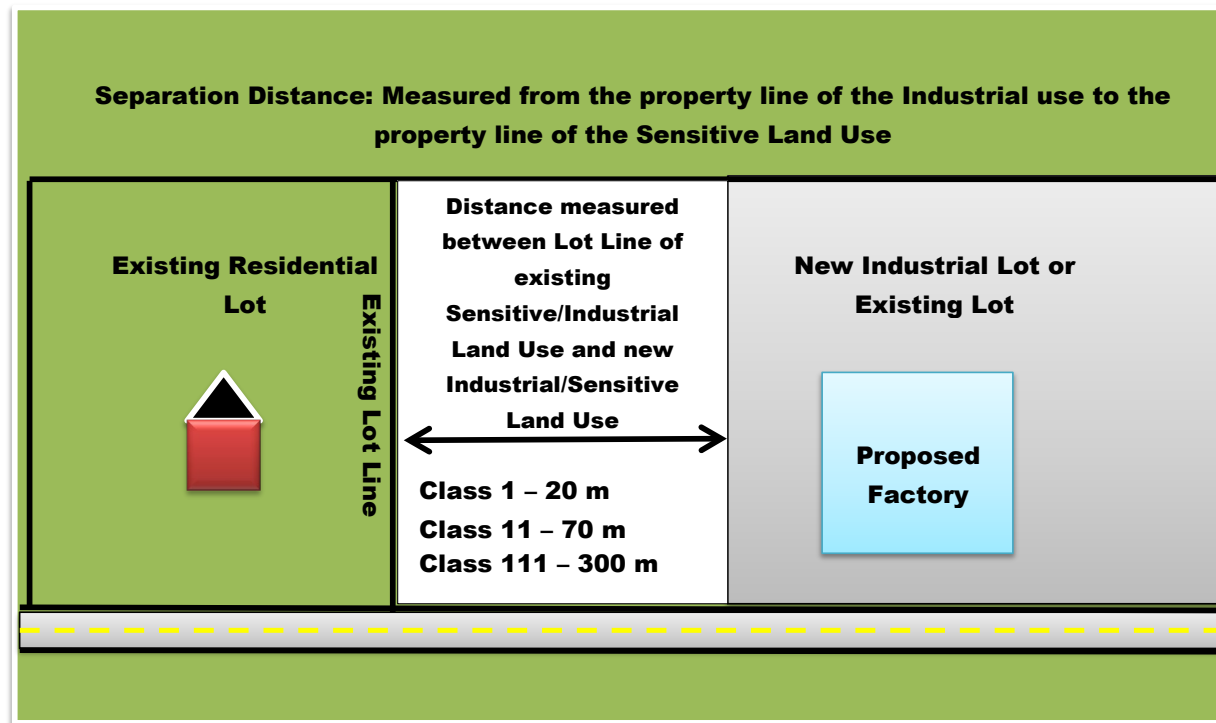 Separation Distance: Measured from the property line of the Industrial use to the
property line of the Sensitive Land Use
Existing Residential
Lot
Existing Lot Line
Distance measured
between Lot Line of
existing
Sensitive/Industrial
Land Use and new
Industrial/Sensitive
Land Use
Class 1 – 20 m
Class 11 – 70 m
Class 111 – 300 m
New Industrial Lot or
Existing Lot
Proposed
Factory